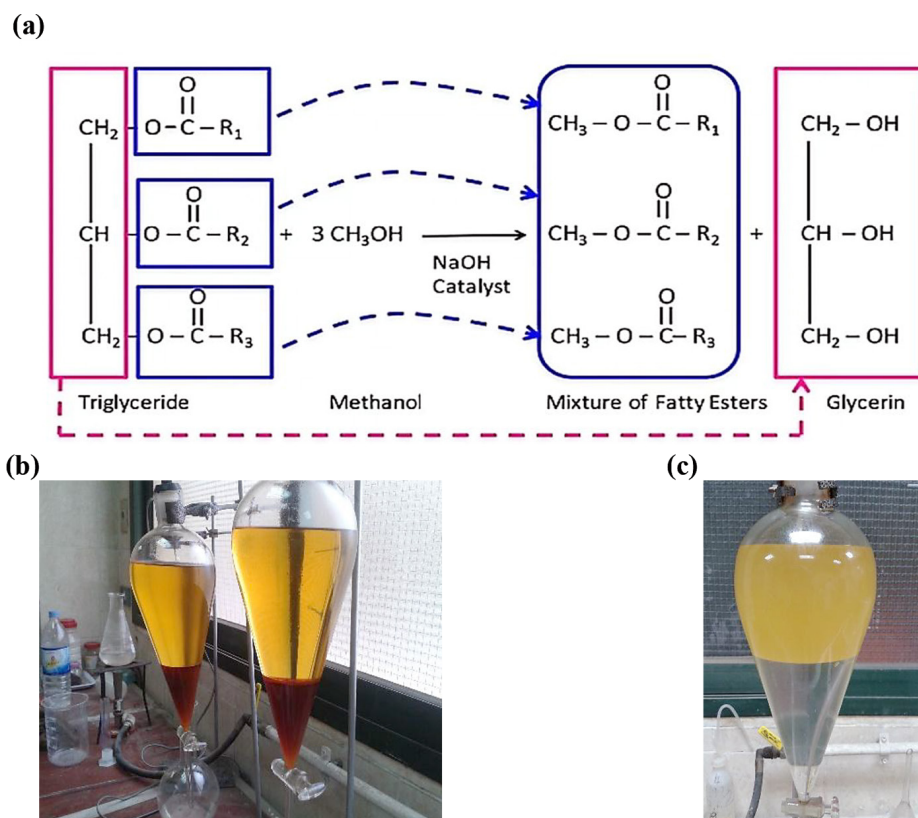 (a)
O
||
CH₂ – O – C – R₁
O
||
CH – O – C – R₂
O
||
CH₂ – O – C – R₃
+ 3 CH₃OH
NaOH
Catalyst
O
||
CH₃ – O – C – R₁
O
||
CH₃ – O – C – R₂
O
||
CH₃ – O – C – R₃
+
CH₂ – OH
CH – OH
CH₂ – OH
Triglyceride Methanol Mixture of Fatty Esters Glycerin
(b) (c)